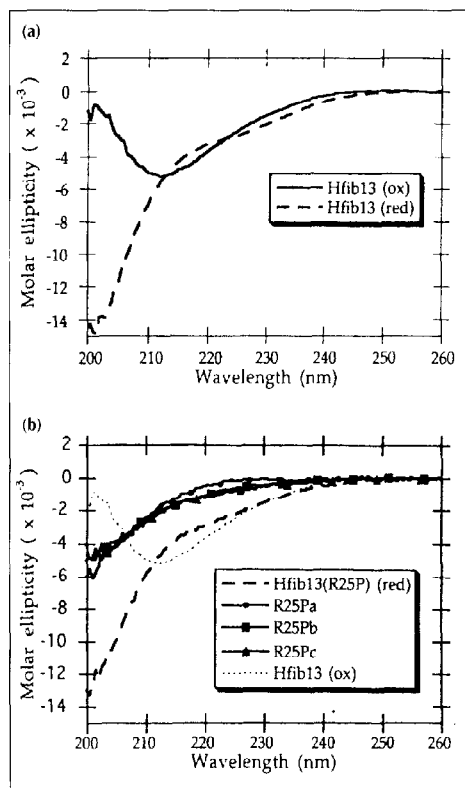 (a)
2
0
-2
-4
-6
-8
-10
-12
-14
Molar ellipticity ( x 10⁻³)
Hfib13 (ox)
Hfib13 (red)
200 210 220 230 240 250 260
Wavelength (nm)
(b)
2
0
-2
-4
-6
-8
-10
-12
-14
Molar ellipticity ( x 10⁻³)
Hfib13(R25P) (red)
R25Pa
R25Pb
R25Pc
Hfib13 (ox)
200 210 220 230 240 250 260
Wavelength (nm)